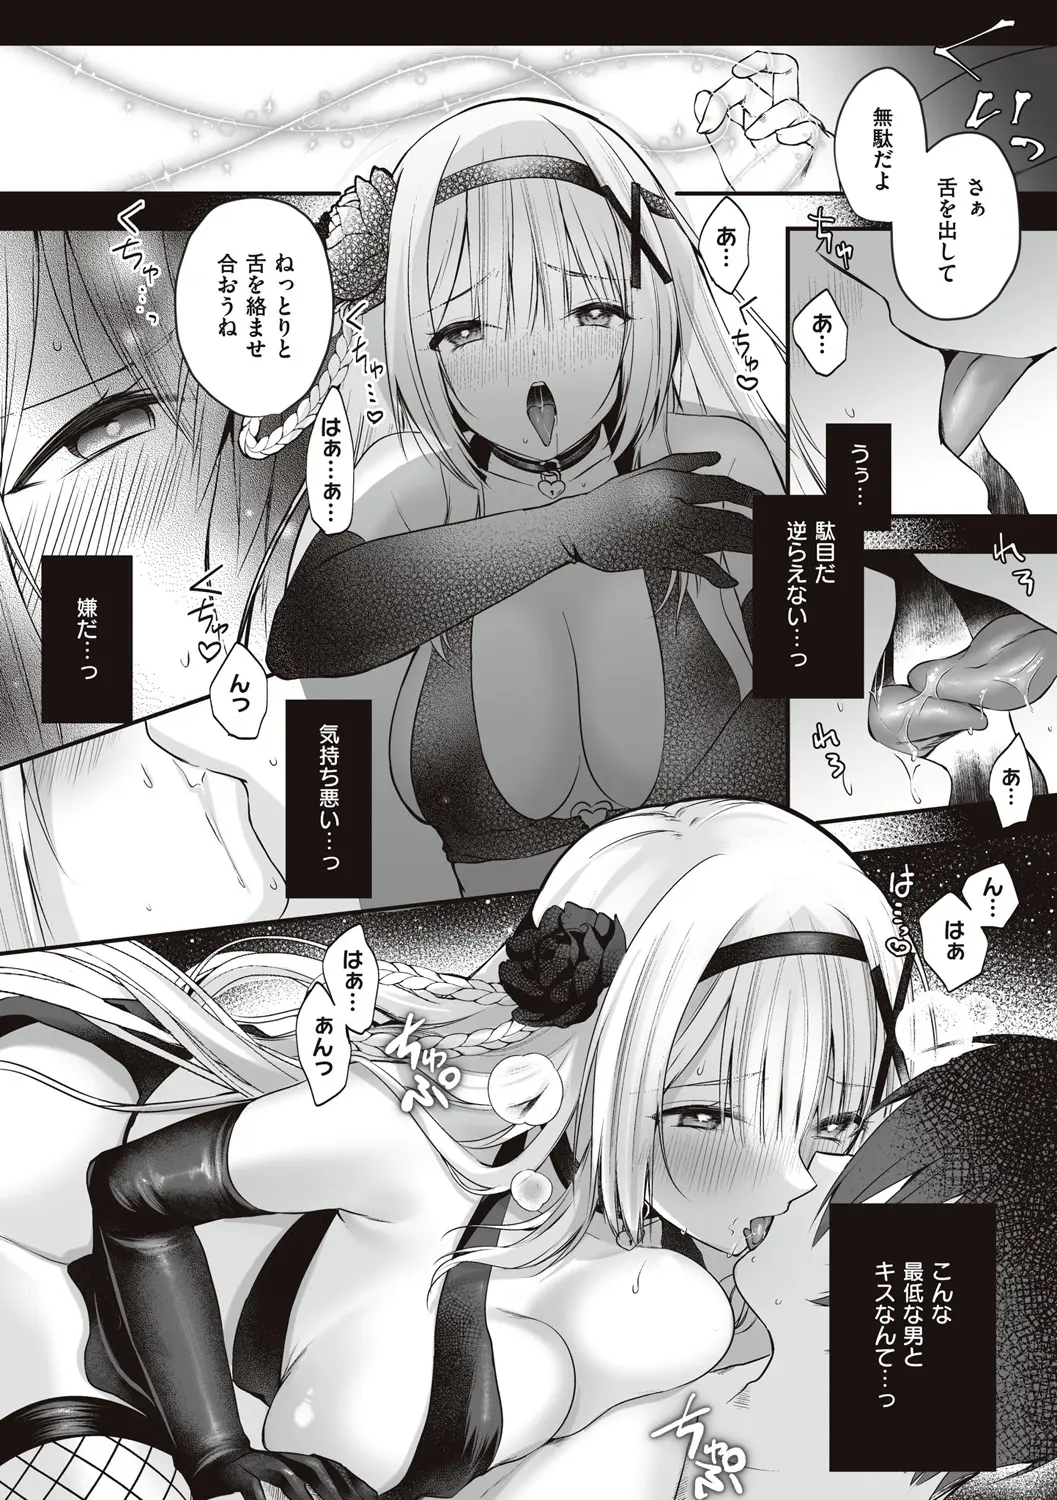 ぐいっ
無駄だよ
さぁ
舌を出して
ちゅ
あ…
うぅ…
駄目だ
逆らえない…っ
れろ
れろ
あ…
あ…
くちゅ♡
ねっとりと
舌を絡ませ
合おうね
くちゅ…♡
はぁ…あ…
くちゅ…っ
嫌だ…っ
ぐぢゅ♡
んっ
気持ち悪い…っ
ん…
はぁ
は…♡
はぁ…
あんっ
ちゅぷ
こんな
最低な男と
キスなんて…っ
ちゅぷ